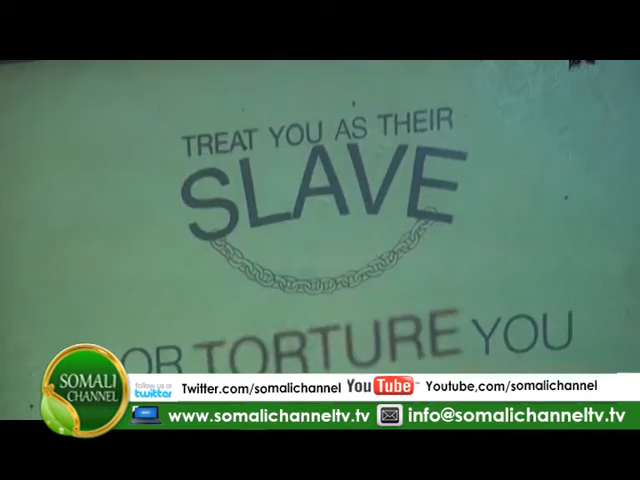 TREAT YOU AS THEIR
SLAVE
OR TORTURE YOU
SOMALI
CHANNEL
follow us at
twitter
Twitter.com/somalichannel
YouTube
Youtube,com/somalichannel
www.somalichanneltv.tv
info@somalichanneltv.tv